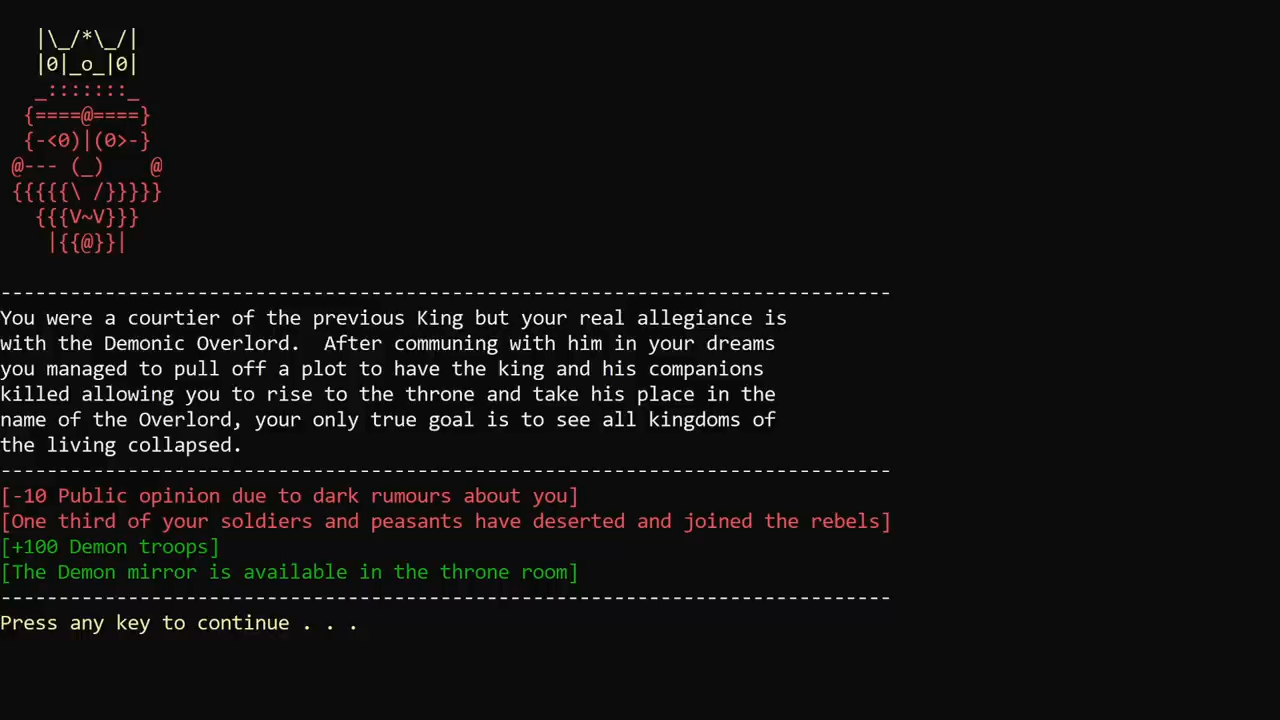 |\_/*\_/|
|0|_o_|0|
_:::::::_
{====@====}
{-<0)|(0>-}
@--- (_)    @
{{{{{\ /}}}}}
{{{V~V}}}
|{{@}}|
-----------------------------------------------------------------------------
You were a courtier of the previous King but your real allegiance is
with the Demonic Overlord.  After communing with him in your dreams
you managed to pull off a plot to have the king and his companions
killed allowing you to rise to the throne and take his place in the
name of the Overlord, your only true goal is to see all kingdoms of
the living collapsed.
-----------------------------------------------------------------------------
[-10 Public opinion due to dark rumours about you]
[One third of your soldiers and peasants have deserted and joined the rebels]
[+100 Demon troops]
[The Demon mirror is available in the throne room]
-----------------------------------------------------------------------------
Press any key to continue . . .